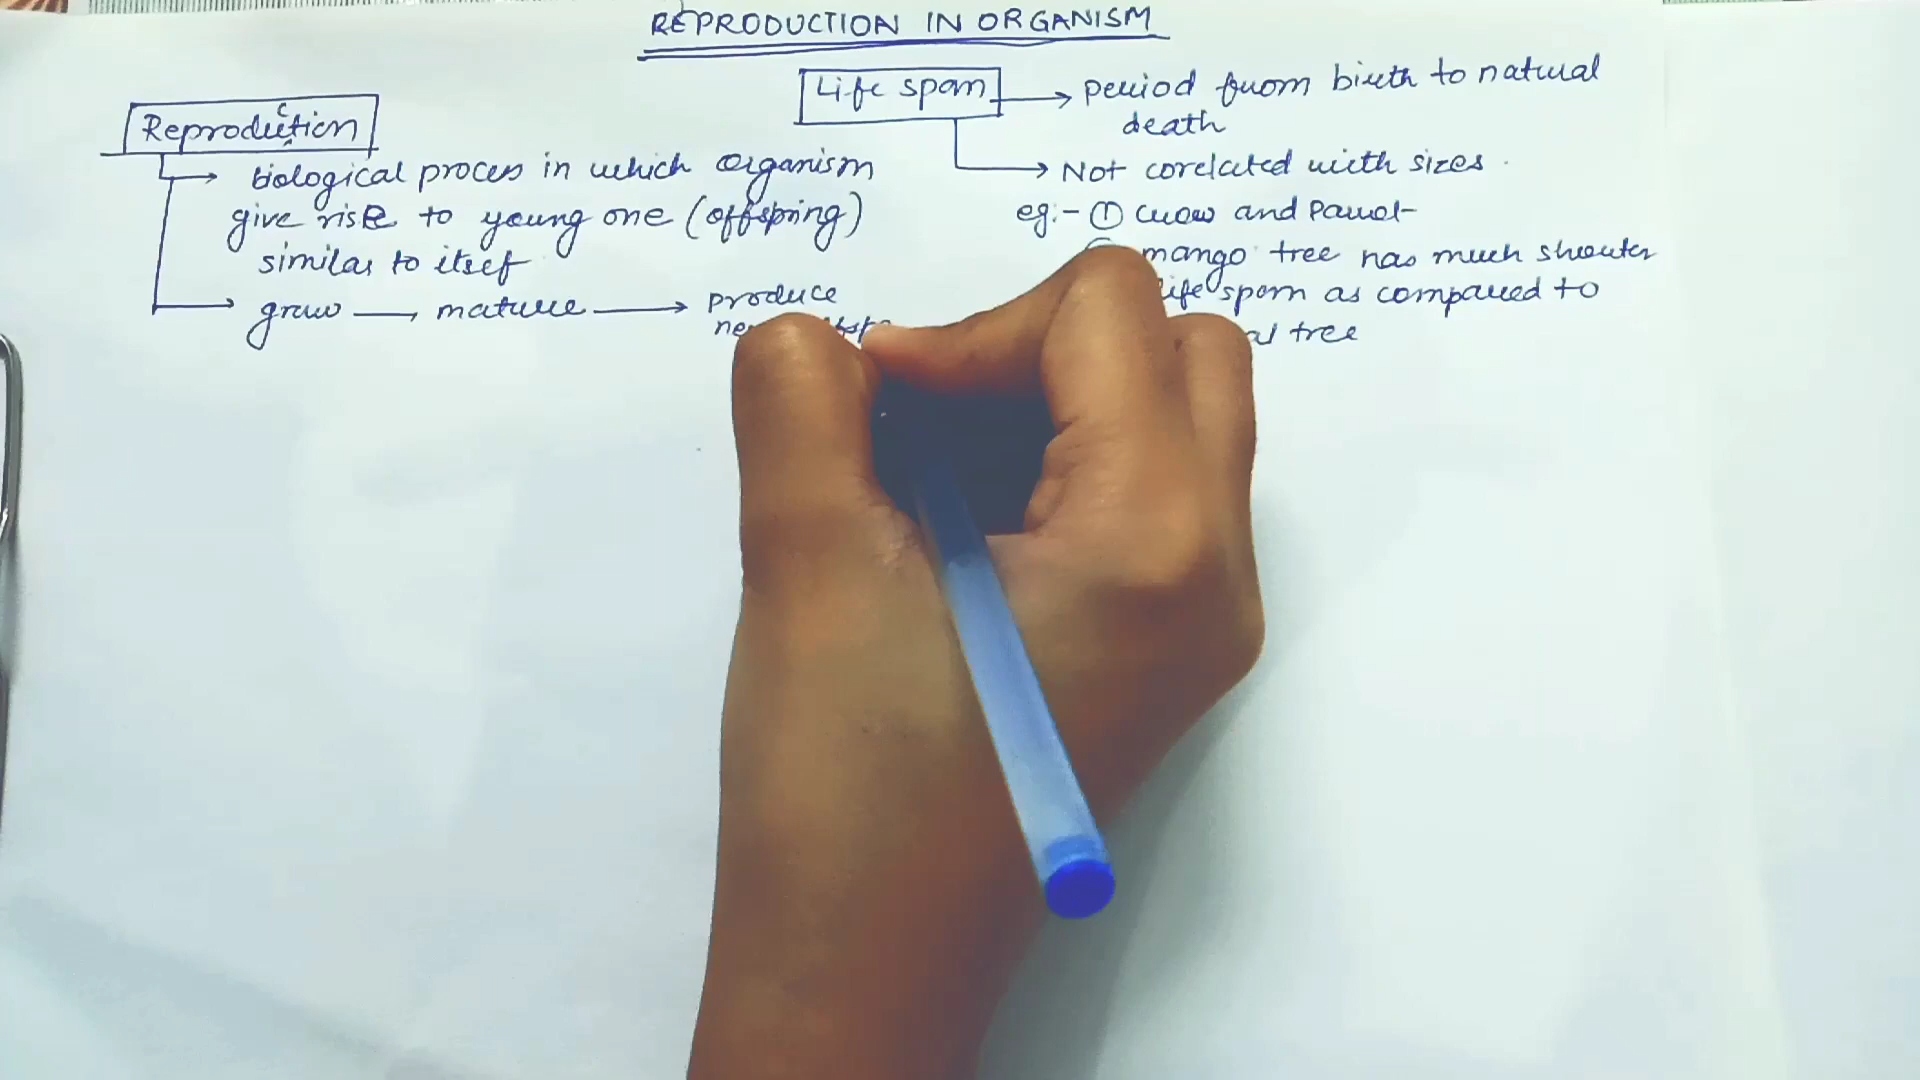 REPRODUCTION IN ORGANISM
Reproduction
biological proces in which organism
give rise to young one (offspring)
similar to itself
grow → mature → produce
Life span → period from birth to natural
death
→ Not corelated with sizes
eg:- ① crow and Parrot
mango tree has much shorter
life span as compared to
tree